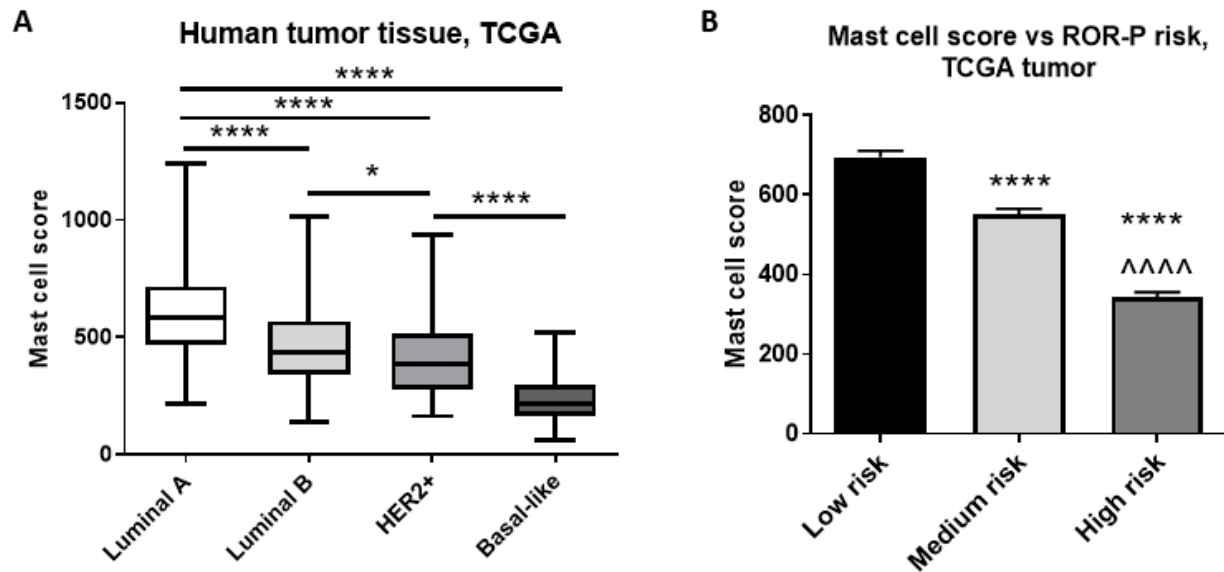 A
Human tumor tissue, TCGA
Mast cell score
1500
1000
500
0
****
****
****
*
****
Luminal A
Luminal B
HER2+
Basal-like
B
Mast cell score vs ROR-P risk,
TCGA tumor
Mast cell score
800
600
400
200
0
****
****
^^^^
Low risk
Medium risk
High risk